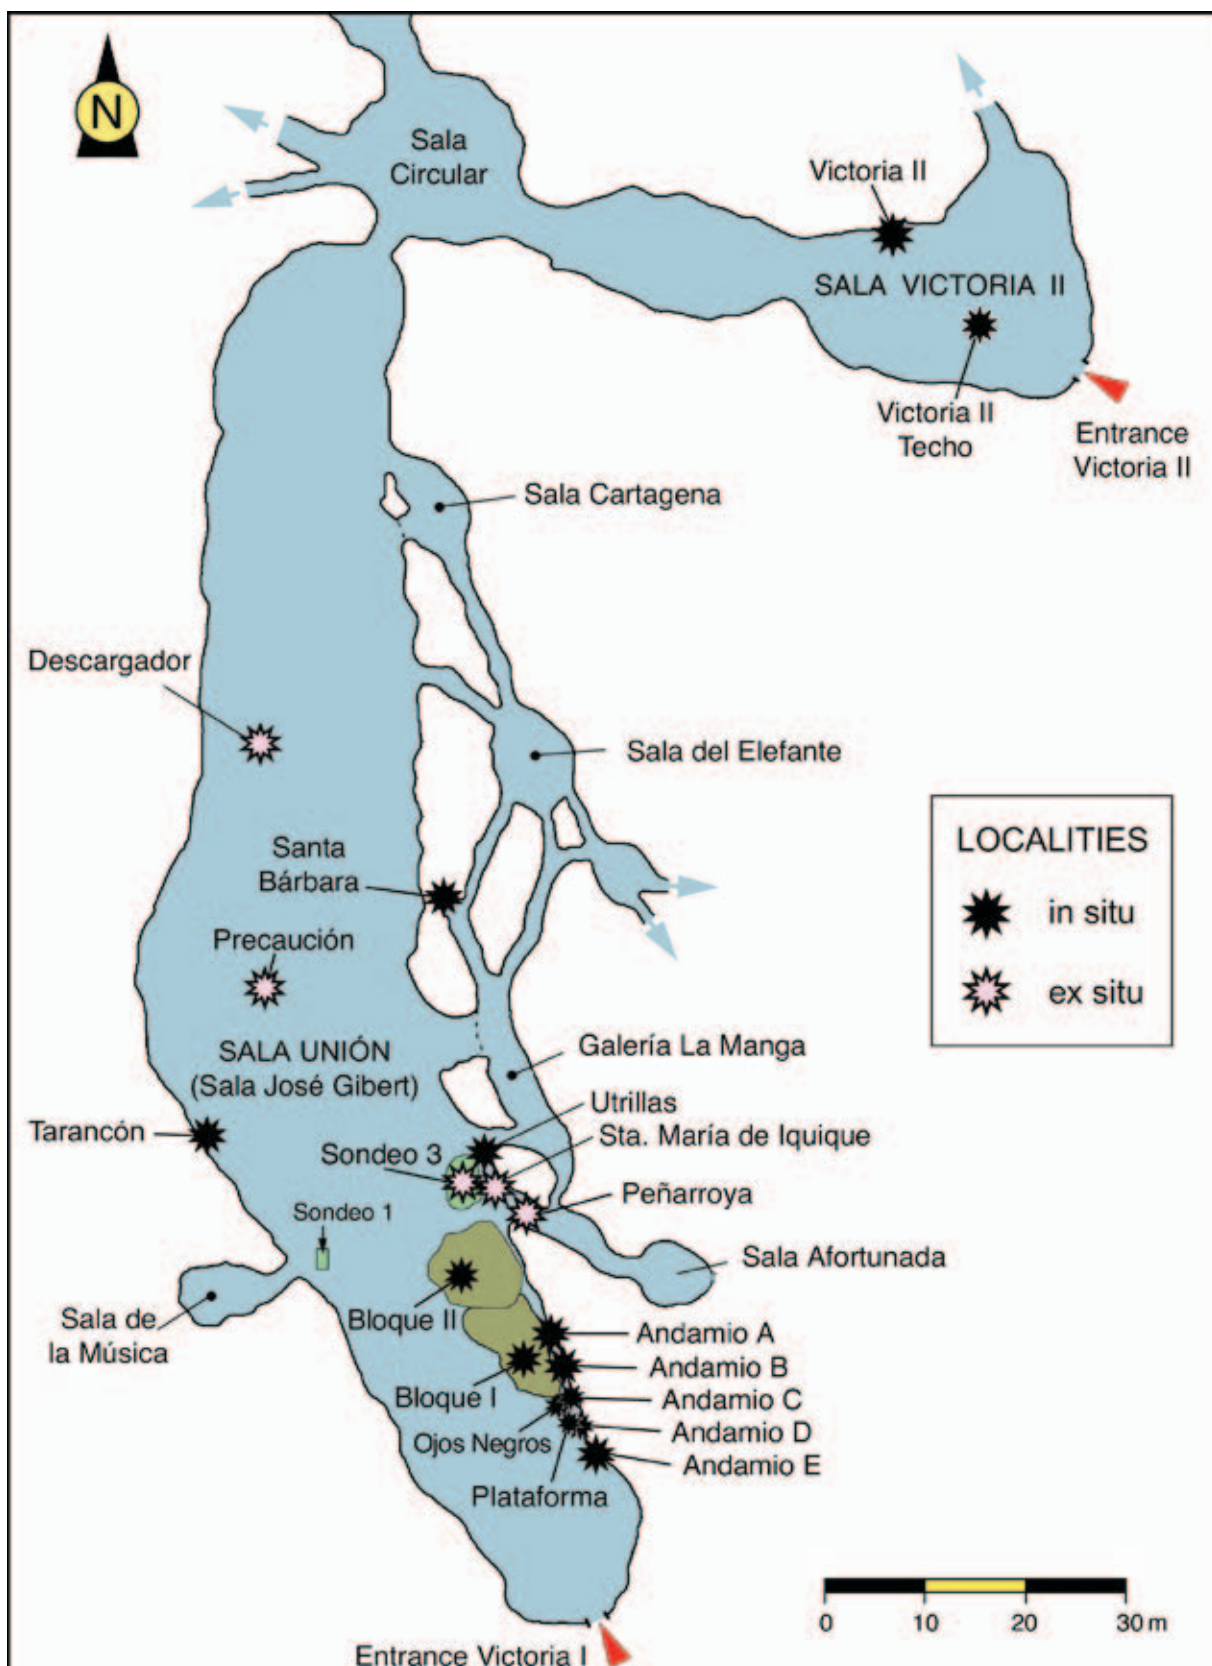 N
Sala
Circular
Victoria II
SALA VICTORIA II
Victoria II
Techo
Entrance
Victoria II
Sala Cartagena
Descargador
Sala del Elefante
LOCALITIES
in situ
ex situ
Santa
Bárbara
Precaución
SALA UNIÓN
(Sala José Gibert)
Galería La Manga
Utrillas
Tarancón
Sta. María de Iquique
Sondeo 3
Peñarroya
Sondeo 1
Sala Afortunada
Sala de
la Música
Bloque II
Andamio A
Andamio B
Bloque I
Andamio C
Ojos Negros
Andamio D
Andamio E
Plataforma
0 10 20 30 m
Entrance Victoria I